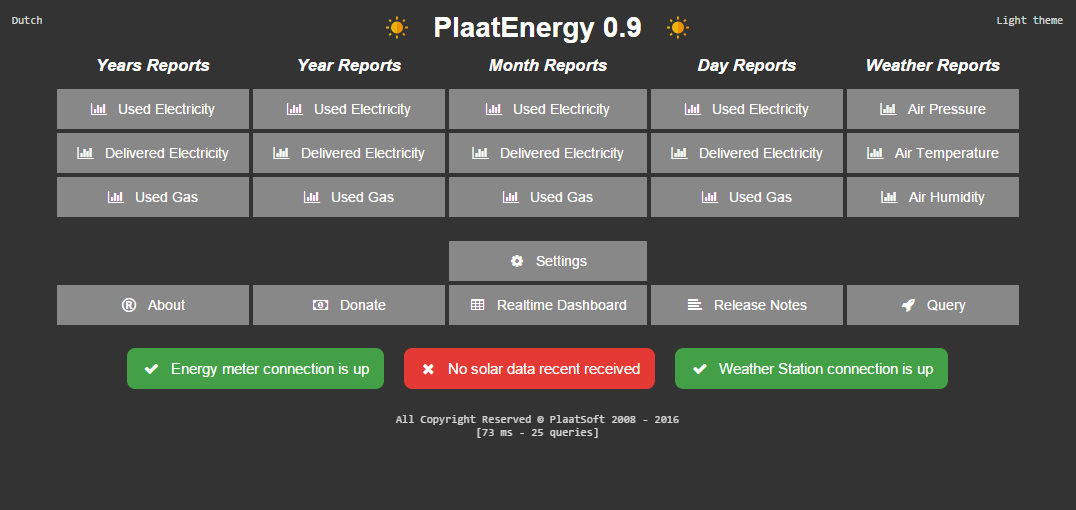 Dutch
PlaatEnergy 0.9
Light theme
Years Reports Year Reports Month Reports Day Reports Weather Reports
Used Electricity Used Electricity Used Electricity Used Electricity Air Pressure
Delivered Electricity Delivered Electricity Delivered Electricity Delivered Electricity Air Temperature
Used Gas Used Gas Used Gas Used Gas Air Humidity
Settings
About Donate Realtime Dashboard Release Notes Query
Energy meter connection is up No solar data recent received Weather Station connection is up
All Copyright Reserved © PlaatSoft 2008 - 2016
[73 ms - 25 queries]